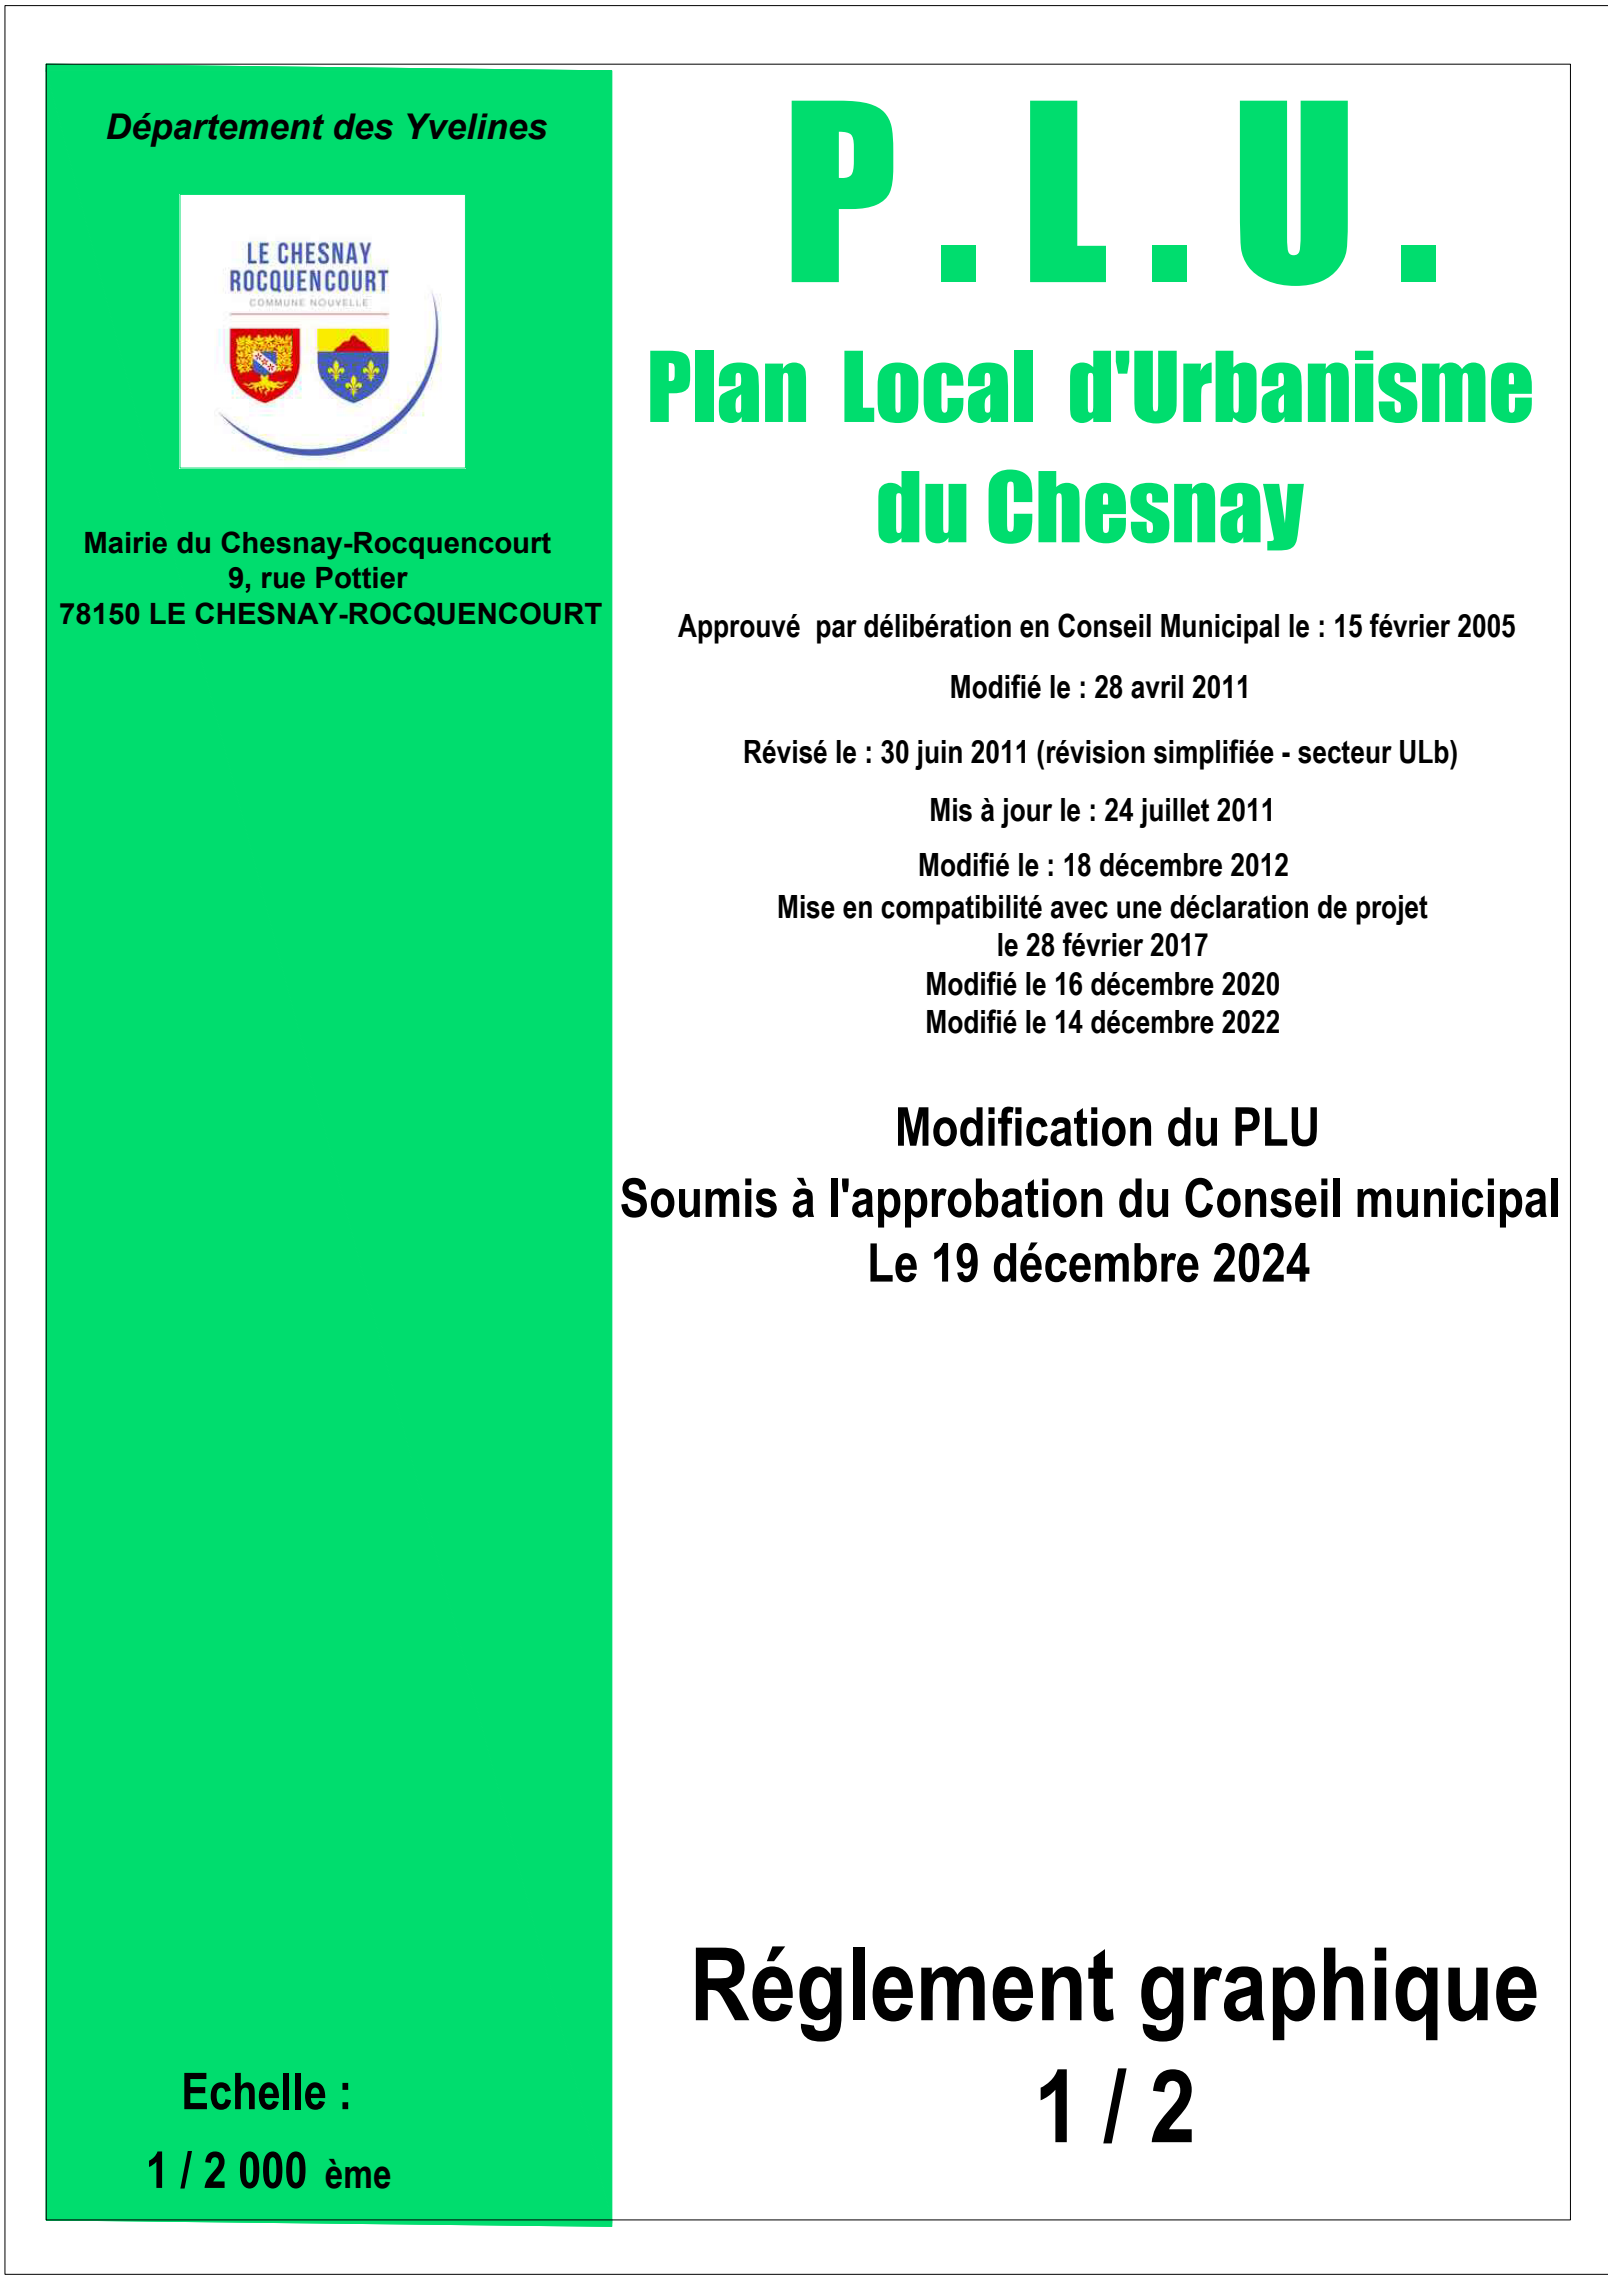 Département des Yvelines
LE CHESNAY
ROCQUENCOURT
COMMUNE NOUVELLE
Mairie du Chesnay-Rocquencourt
9, rue Pottier
78150 LE CHESNAY-ROCQUENCOURT
P.L.U.
Plan Local d'Urbanisme
du Chesnay
Approuvé par délibération en Conseil Municipal le : 15 février 2005
Modifié le : 28 avril 2011
Révisé le : 30 juin 2011 (révision simplifiée - secteur ULb)
Mis à jour le : 24 juillet 2011
Modifié le : 18 décembre 2012
Mise en compatibilité avec une déclaration de projet
le 28 février 2017
Modifié le 16 décembre 2020
Modifié le 14 décembre 2022
Modification du PLU
Soumis à l'approbation du Conseil municipal
Le 19 décembre 2024
Réglement graphique
1 / 2
Echelle :
1 / 2 000 ème